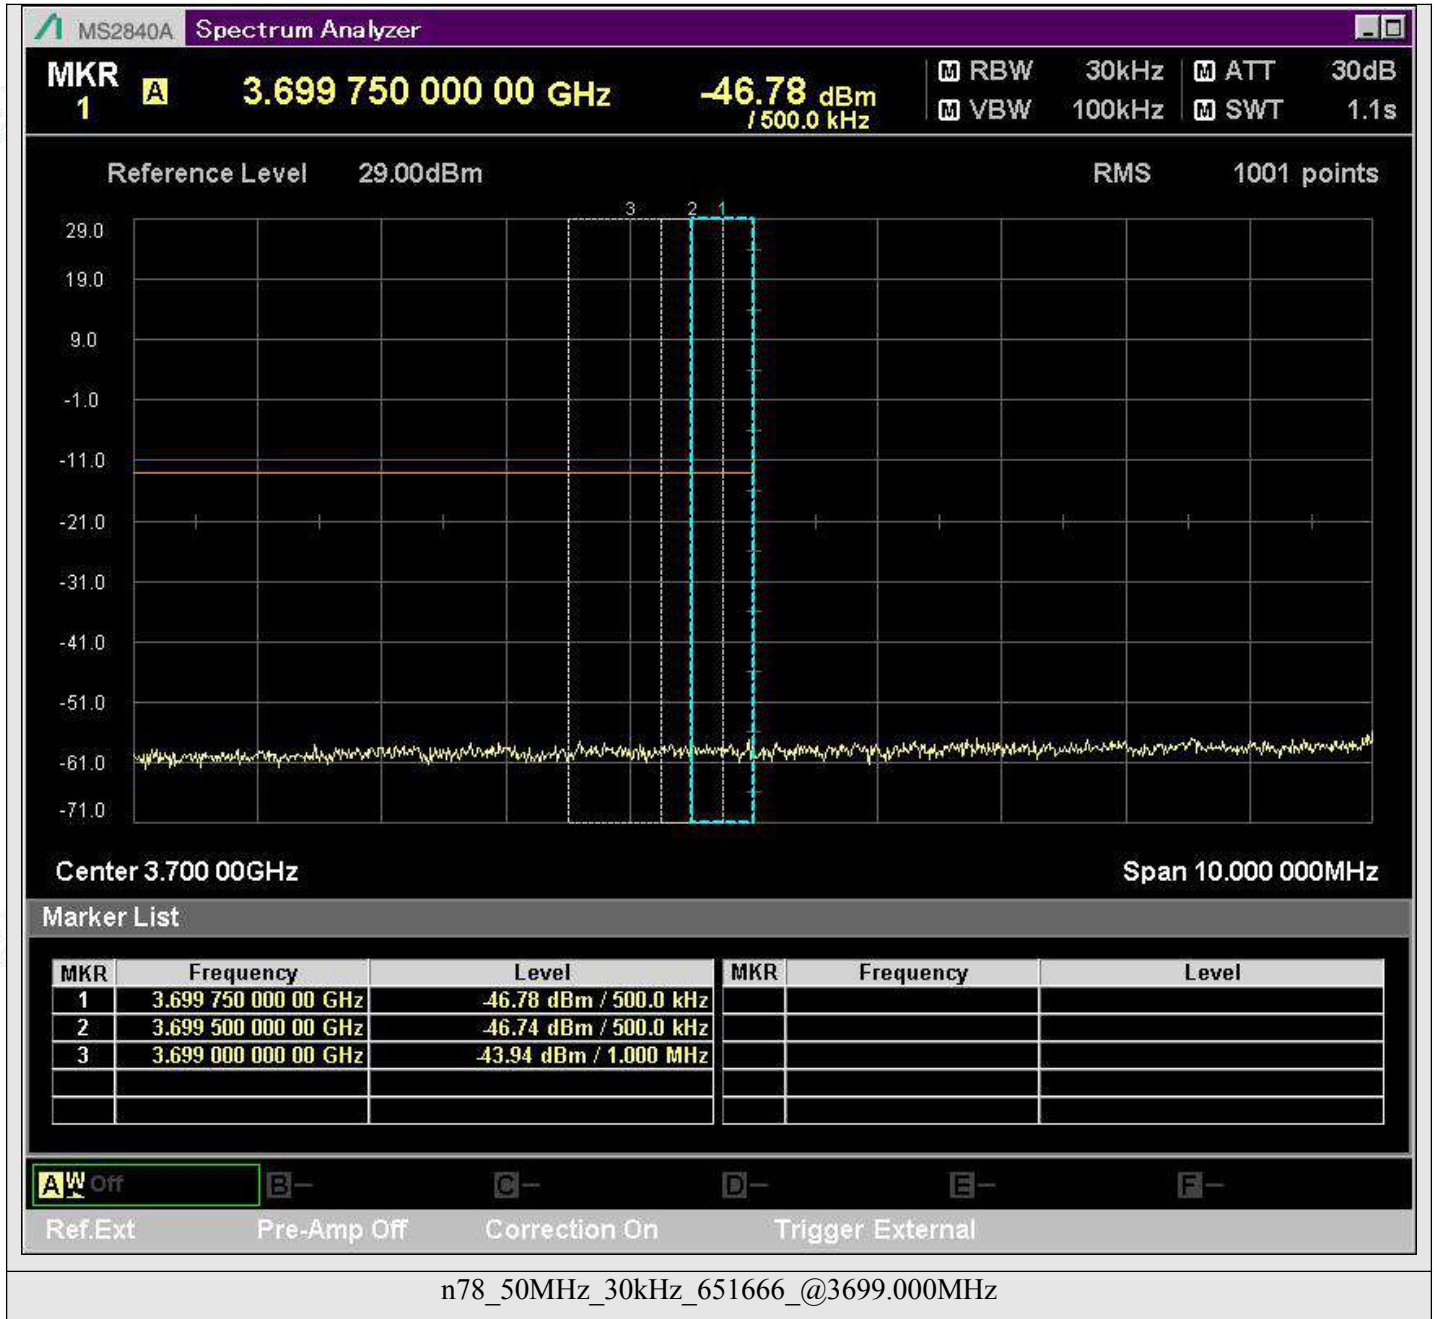 MS2840A Spectrum Analyzer
MKR 1 A 3.699 750 000 00 GHz -46.78 dBm / 500.0 kHz
M RBW 30kHz M ATT 30dB
M VBW 100kHz M SWT 1.1s
Reference Level 29.00dBm RMS 1001 points
3 2 1
29.0
19.0
9.0
-1.0
-11.0
-21.0
-31.0
-41.0
-51.0
-61.0
-71.0
Center 3.700 00GHz Span 10.000 000MHz
Marker List
MKR Frequency Level MKR Frequency Level
1 3.699 750 000 00 GHz -46.78 dBm / 500.0 kHz
2 3.699 500 000 00 GHz -46.74 dBm / 500.0 kHz
3 3.699 000 000 00 GHz -43.94 dBm / 1.000 MHz
A W Off B – C – D – E – F –
Ref.Ext Pre-Amp Off Correction On Trigger External
n78_50MHz_30kHz_651666_@3699.000MHz